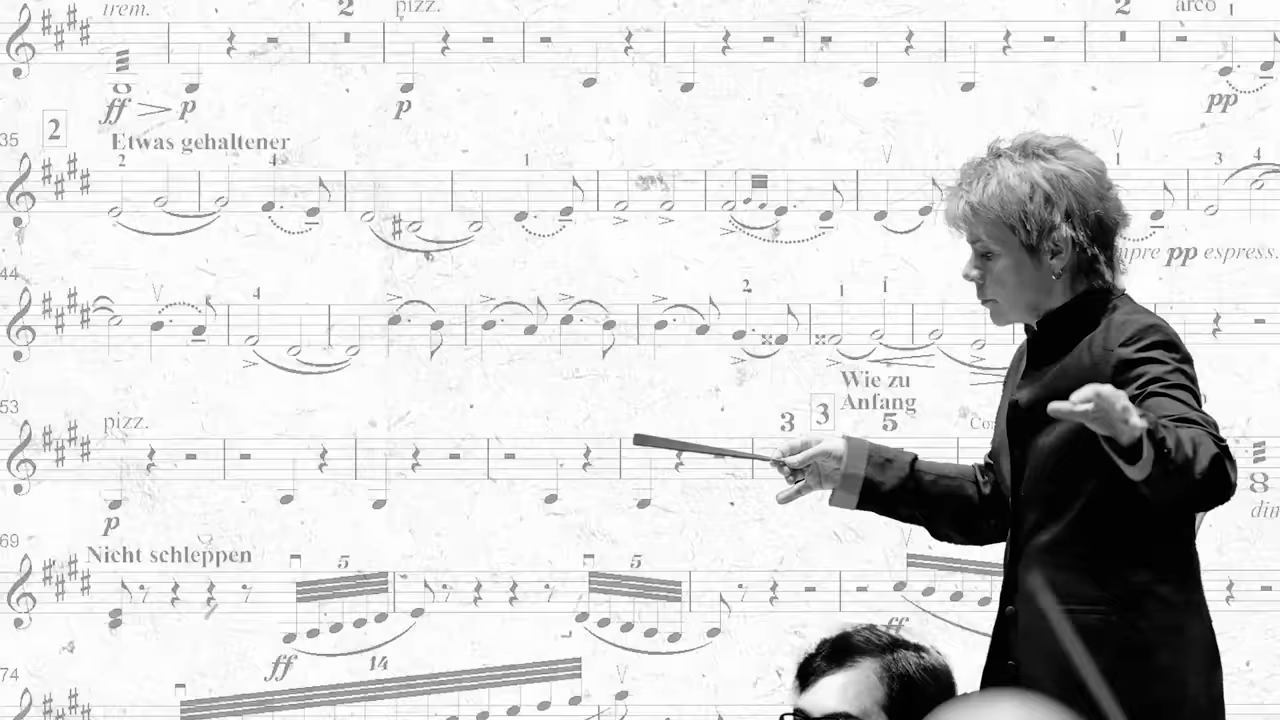 trem. 2 pizz. 2 arco 1
ff p p pp
2
35 Etwas gehaltener
2 4 1 1 3 4
pp espress.
44 4 2 1 1
Wie zu
Anfang
53 pizz. 3 3 5
p
dim
69 Nicht schleppen 5 5
ff
ff 14
74